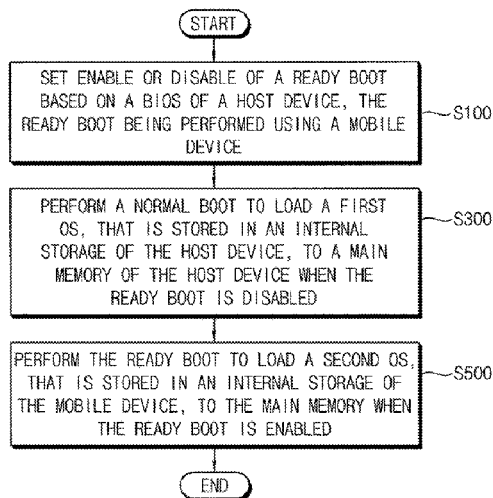 START
SET ENABLE OR DISABLE OF A READY BOOT
BASED ON A BIOS OF A HOST DEVICE, THE
READY BOOT BEING PERFORMED USING A MOBILE
DEVICE
S100
PERFORM A NORMAL BOOT TO LOAD A FIRST
OS, THAT IS STORED IN AN INTERNAL
STORAGE OF THE HOST DEVICE, TO A MAIN
MEMORY OF THE HOST DEVICE WHEN THE
READY BOOT IS DISABLED
S300
PERFORM THE READY BOOT TO LOAD A SECOND OS,
THAT IS STORED IN AN INTERNAL STORAGE OF
THE MOBILE DEVICE, TO THE MAIN MEMORY WHEN
THE READY BOOT IS ENABLED
S500
END